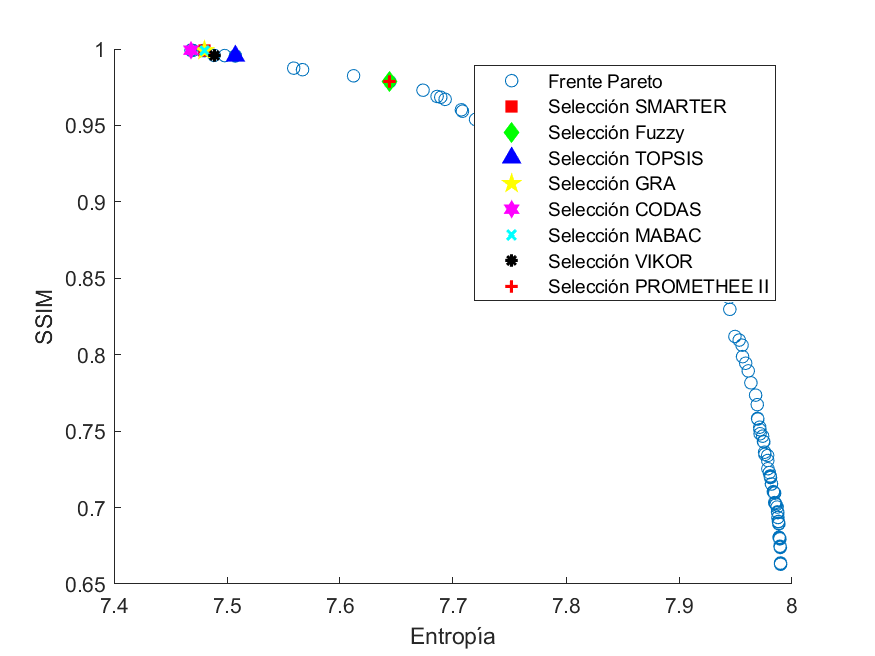 1
0.95
0.9
0.85
0.8
0.75
0.7
0.65
SSIM
7.4
7.5
7.6
7.7
7.8
7.9
8
Entropía
Frente Pareto
Selección SMARTER
Selección Fuzzy
Selección TOPSIS
Selección GRA
Selección CODAS
Selección MABAC
Selección VIKOR
Selección PROMETHEE II